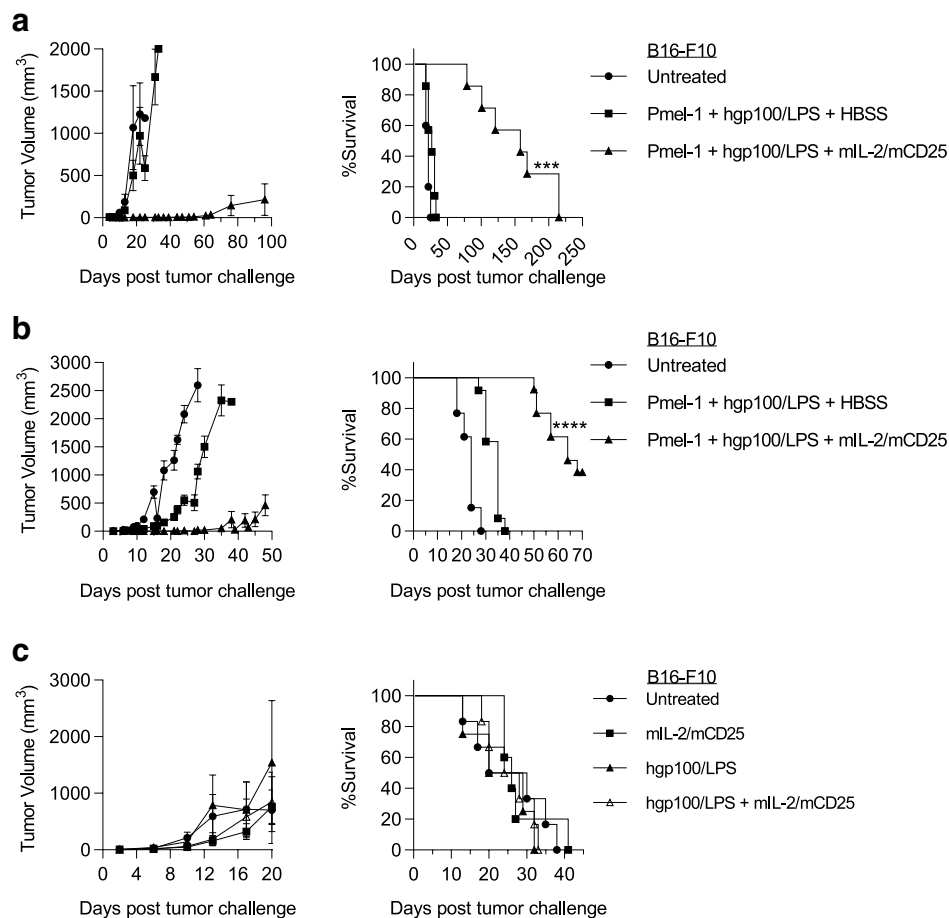 a
Tumor Volume (mm³)
2000
1500
1000
500
0
0 20 40 60 80 100
Days post tumor challenge
%Survival
100
80
60
40
20
0
0 50 100 150 200 250
Days post tumor challenge
***
B16-F10
Untreated
Pmel-1 + hgp100/LPS + HBSS
Pmel-1 + hgp100/LPS + mIL-2/mCD25
b
Tumor Volume (mm³)
3000
2500
2000
1500
1000
500
0
0 10 20 30 40 50
Days post tumor challenge
%Survival
100
80
60
40
20
0
0 10 20 30 40 50 60 70
Days post tumor challenge
****
B16-F10
Untreated
Pmel-1 + hgp100/LPS + HBSS
Pmel-1 + hgp100/LPS + mIL-2/mCD25
c
Tumor Volume (mm³)
3000
2000
1000
0
0 4 8 12 16 20
Days post tumor challenge
%Survival
100
80
60
40
20
0
0 20 40
Days post tumor challenge
B16-F10
Untreated
mIL-2/mCD25
hgp100/LPS
hgp100/LPS + mIL-2/mCD25